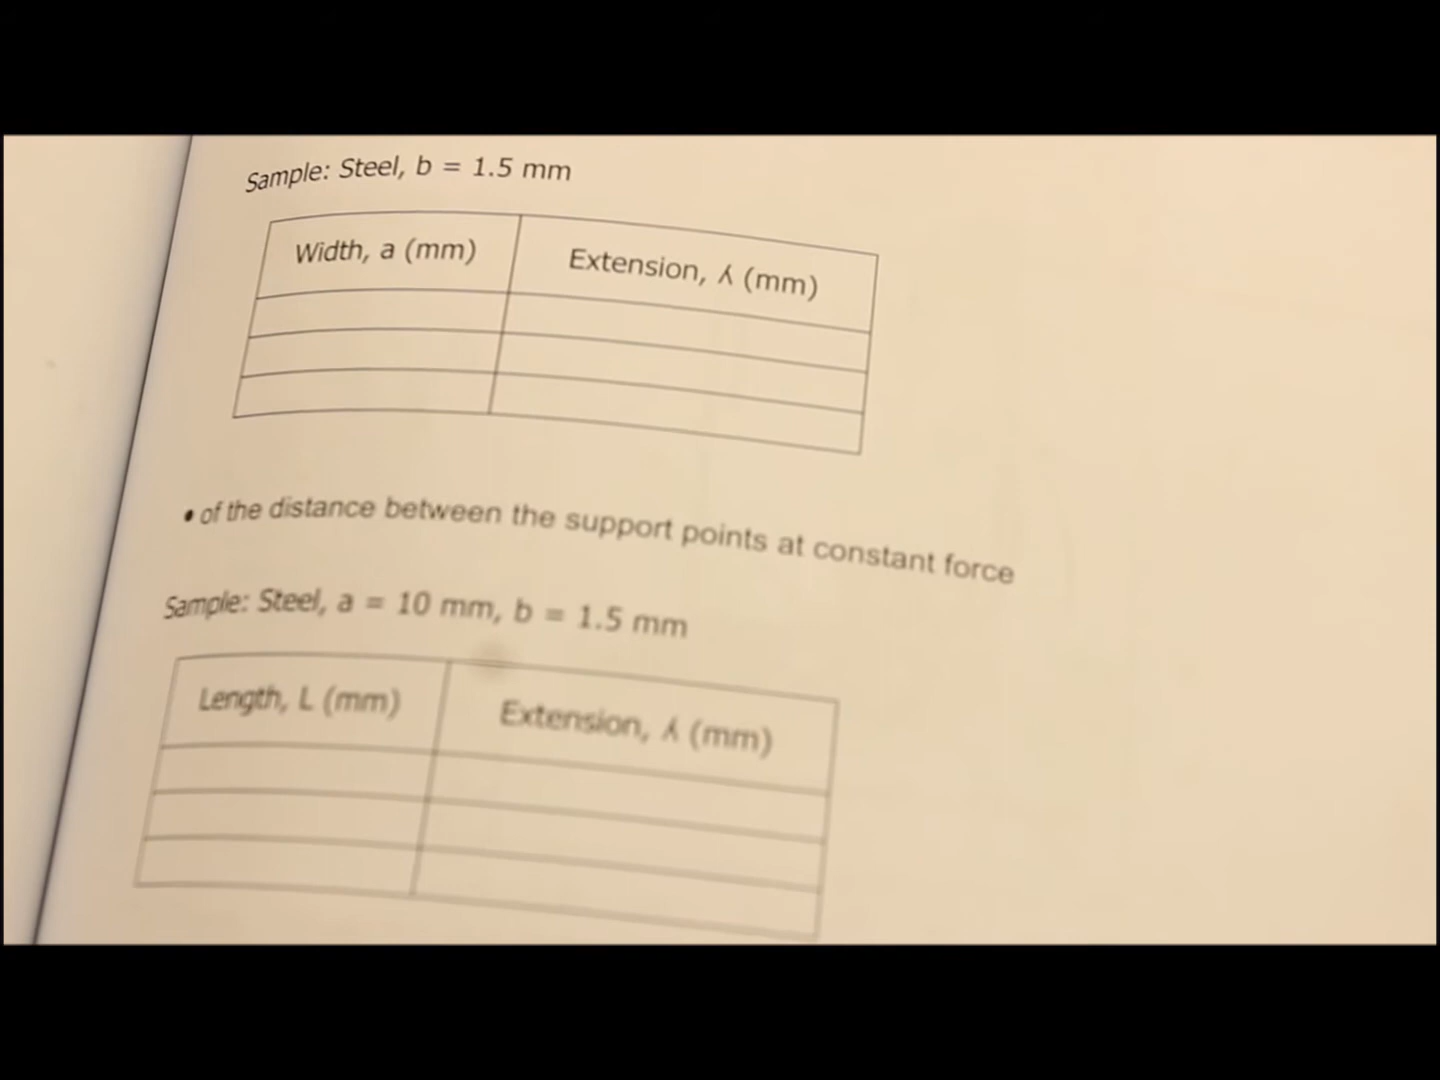 Sample: Steel, b = 1.5 mm
Width, a (mm)
Extension, ʎ (mm)
• of the distance between the support points at constant force
Sample: Steel, a = 10 mm, b = 1.5 mm
Length, L (mm)
Extension, ʎ (mm)